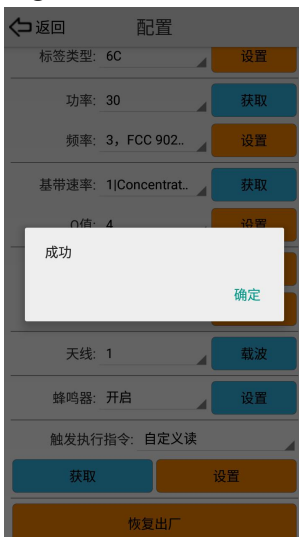 返回 配置
标签类型: 6C 设置
功率: 30 获取
频率: 3，FCC 902.. 设置
基带速率: 1|Concentrat.. 获取
Q值: 4 设置
成功
确定
天线: 1 载波
蜂鸣器: 开启 设置
触发执行指令: 自定义读
获取 设置
恢复出厂